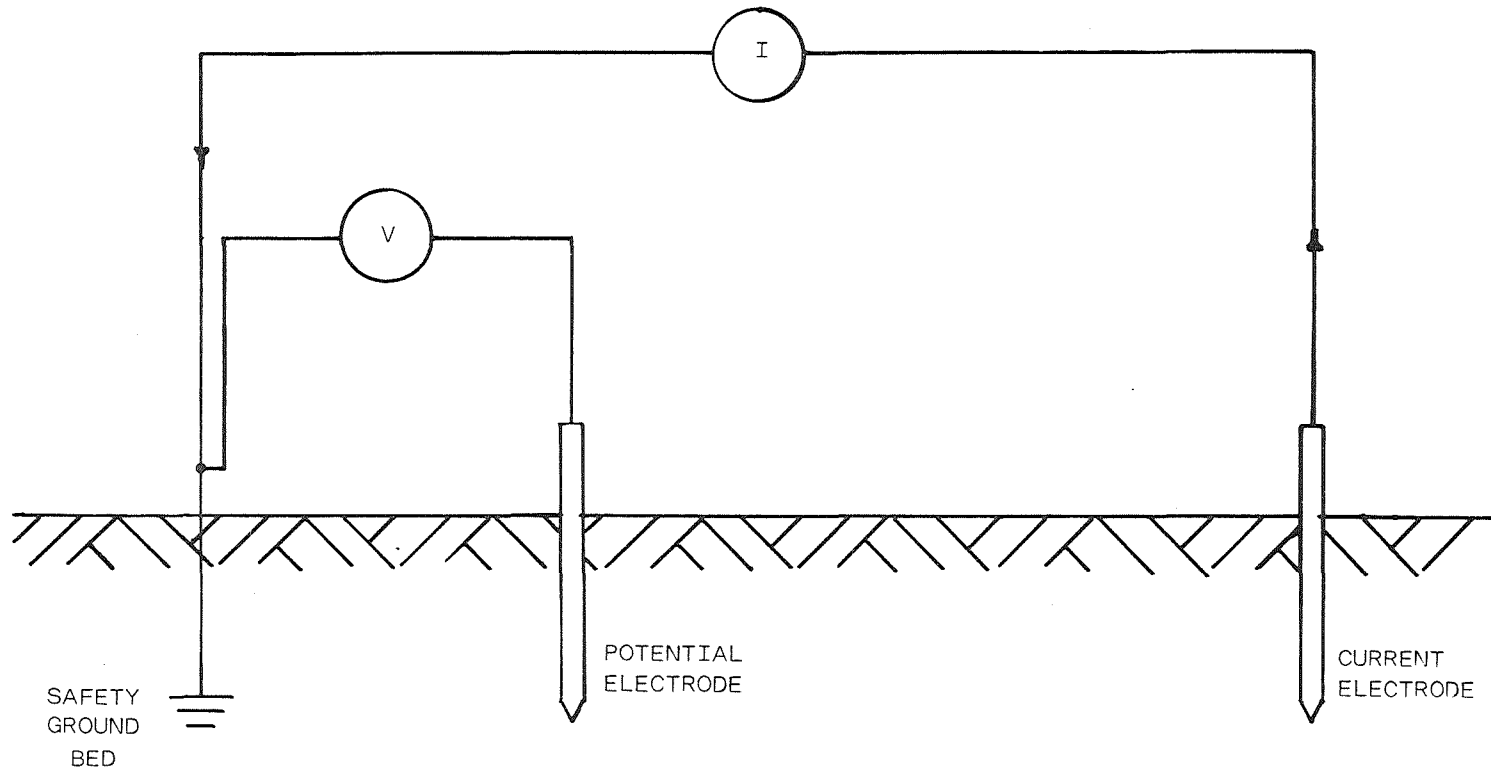 I
V
POTENTIAL
ELECTRODE
CURRENT
ELECTRODE
SAFETY
GROUND
BED